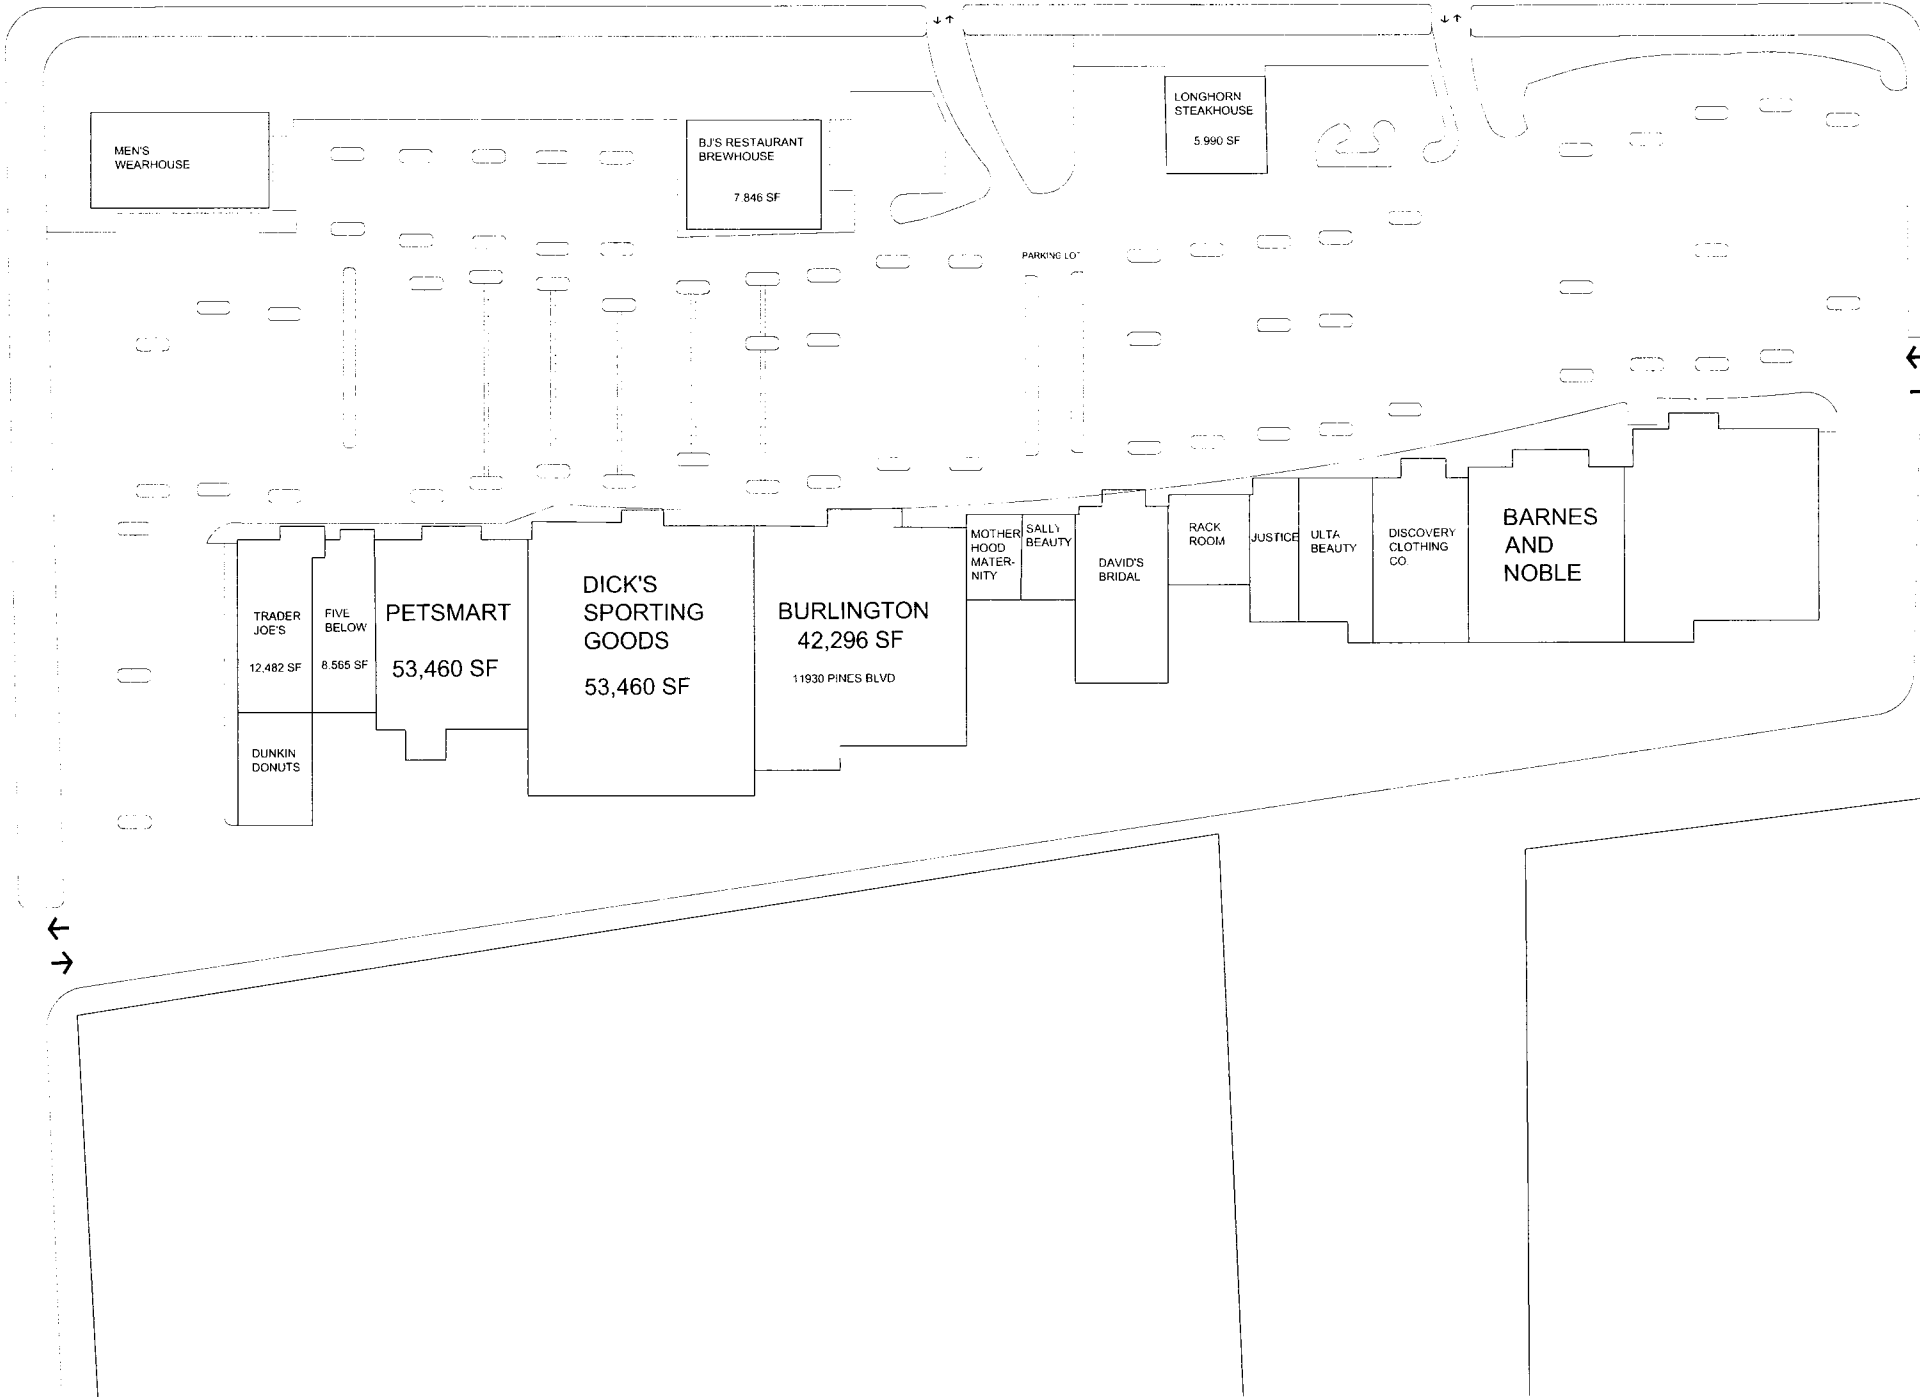 MEN'S
WEARHOUSE
BJ'S RESTAURANT
BREWHOUSE
7.846 SF
LONGHORN
STEAKHOUSE
5.990 SF
PARKING LOT
TRADER
JOE'S
12,482 SF
FIVE
BELOW
8.565 SF
PETSMART
53,460 SF
DICK'S
SPORTING
GOODS
53,460 SF
BURLINGTON
42,296 SF
11930 PINES BLVD
MOTHER
HOOD
MATER-
NITY
SALLY
BEAUTY
DAVID'S
BRIDAL
RACK
ROOM
JUSTICE
ULTA
BEAUTY
DISCOVERY
CLOTHING
CO.
BARNES
AND
NOBLE
DUNKIN
DONUTS